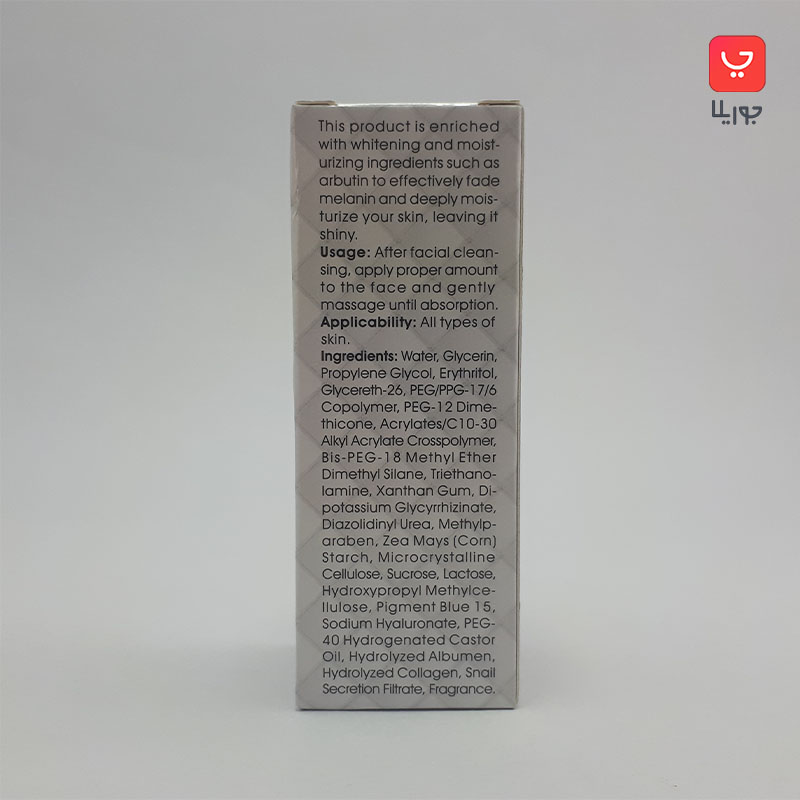 جوريلا
This product is enriched
with whitening and moist-
urizing ingredients such as
arbutin to effectively fade
melanin and deeply mois-
turize your skin, leaving it
shiny.
Usage: After facial clean-
sing, apply proper amount
to the face and gently
massage until absorption.
Applicability: All types of
skin.
Ingredients: Water, Glycerin,
Propylene Glycol, Erythritol,
Glycereth-26, PEG/PPG-17/6
Copolymer, PEG-12 Dime-
thicone, Acrylates/C10-30
Alkyl Acrylate Crosspolymer,
Bis-PEG-18 Methyl Ether
Dimethyl Silane, Triethano-
lamine, Xanthan Gum, Di-
potassium Glycyrrhizinate,
Diazolidinyl Urea, Methylp-
araben, Zea Mays (Corn)
Starch, Microcrystalline
Cellulose, Sucrose, Lactose,
Hydroxypropyl Methylce-
llulose, Pigment Blue 15,
Sodium Hyaluronate, PEG-
40 Hydrogenated Castor
Oil, Hydrolyzed Albumen,
Hydrolyzed Collagen, Snail
Secretion Filtrate, Fragrance.